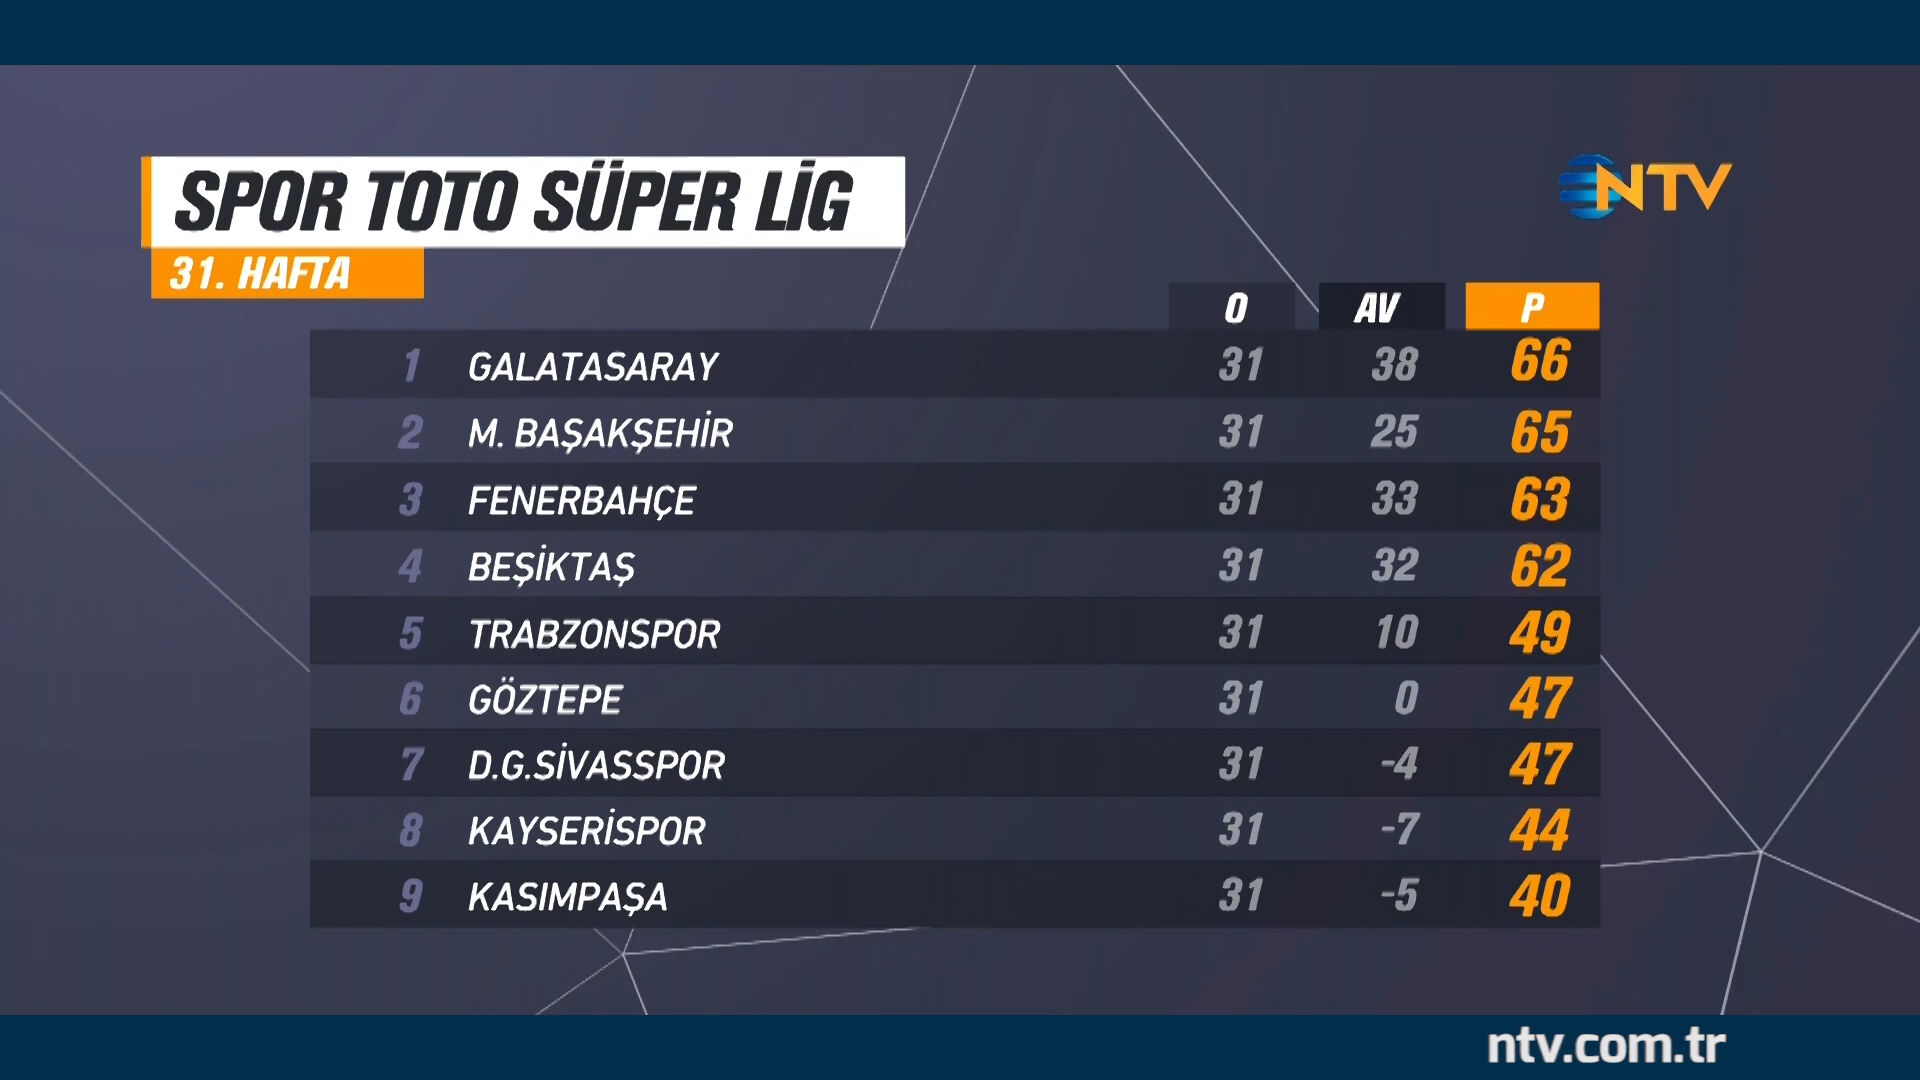 SPOR TOTO SÜPER LİG
NTV
31. HAFTA
O AV P
1 GALATASARAY 31 38 66
2 M. BAŞAKŞEHİR 31 25 65
3 FENERBAHÇE 31 33 63
4 BEŞİKTAŞ 31 32 62
5 TRABZONSPOR 31 10 49
6 GÖZTEPE 31 0 47
7 D.G.SİVASSPOR 31 -4 47
8 KAYSERİSPOR 31 -7 44
9 KASIMPAŞA 31 -5 40
ntv.com.tr